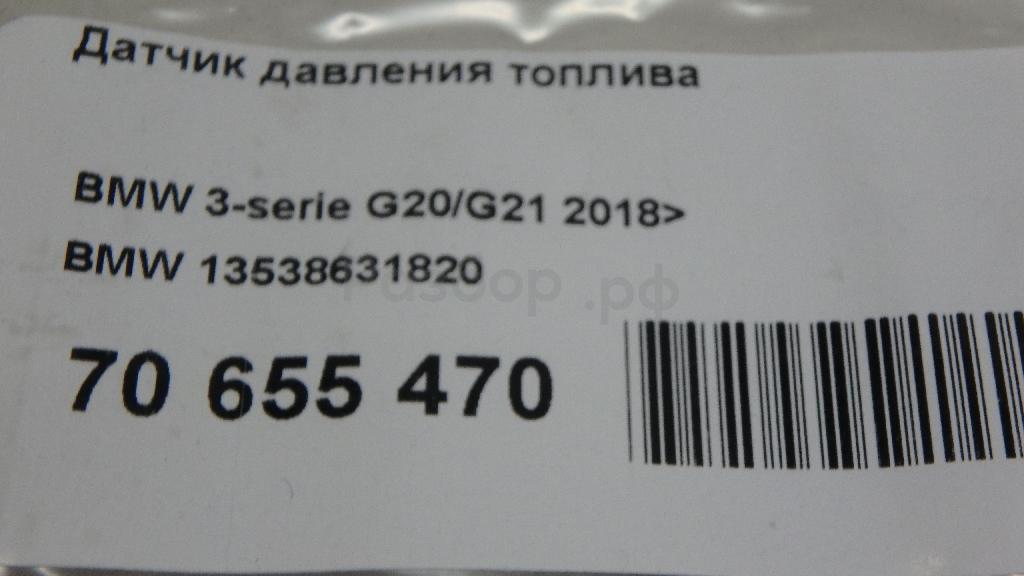 Датчик давления топлива
BMW 3-serie G20/G21 2018>
BMW 13538631820
70 655 470